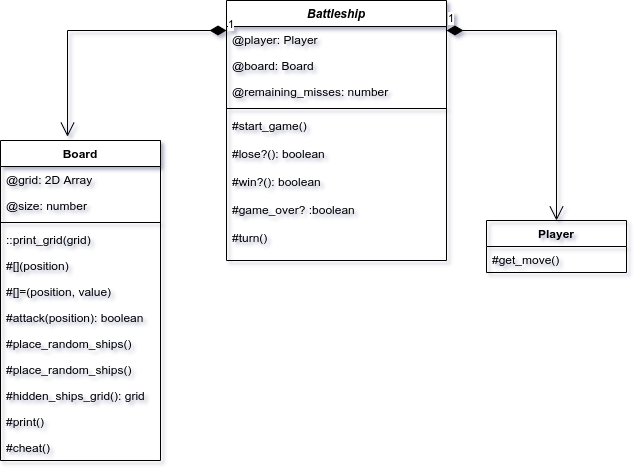 Battleship
1
1
@player: Player
@board: Board
@remaining_misses: number
#start_game()
#lose?(): boolean
#win?(): boolean
#game_over? :boolean
#turn()
Board
@grid: 2D Array
@size: number
::print_grid(grid)
#[](position)
#[]=(position, value)
#attack(position): boolean
#place_random_ships()
#place_random_ships()
#hidden_ships_grid(): grid
#print()
#cheat()
Player
#get_move()